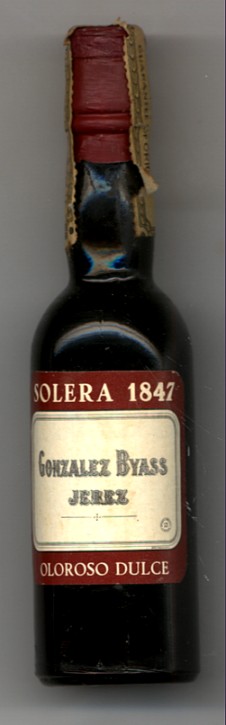 SOLERA 1847
GONZALEZ BYASS
JEREZ
OLOROSO DULCE